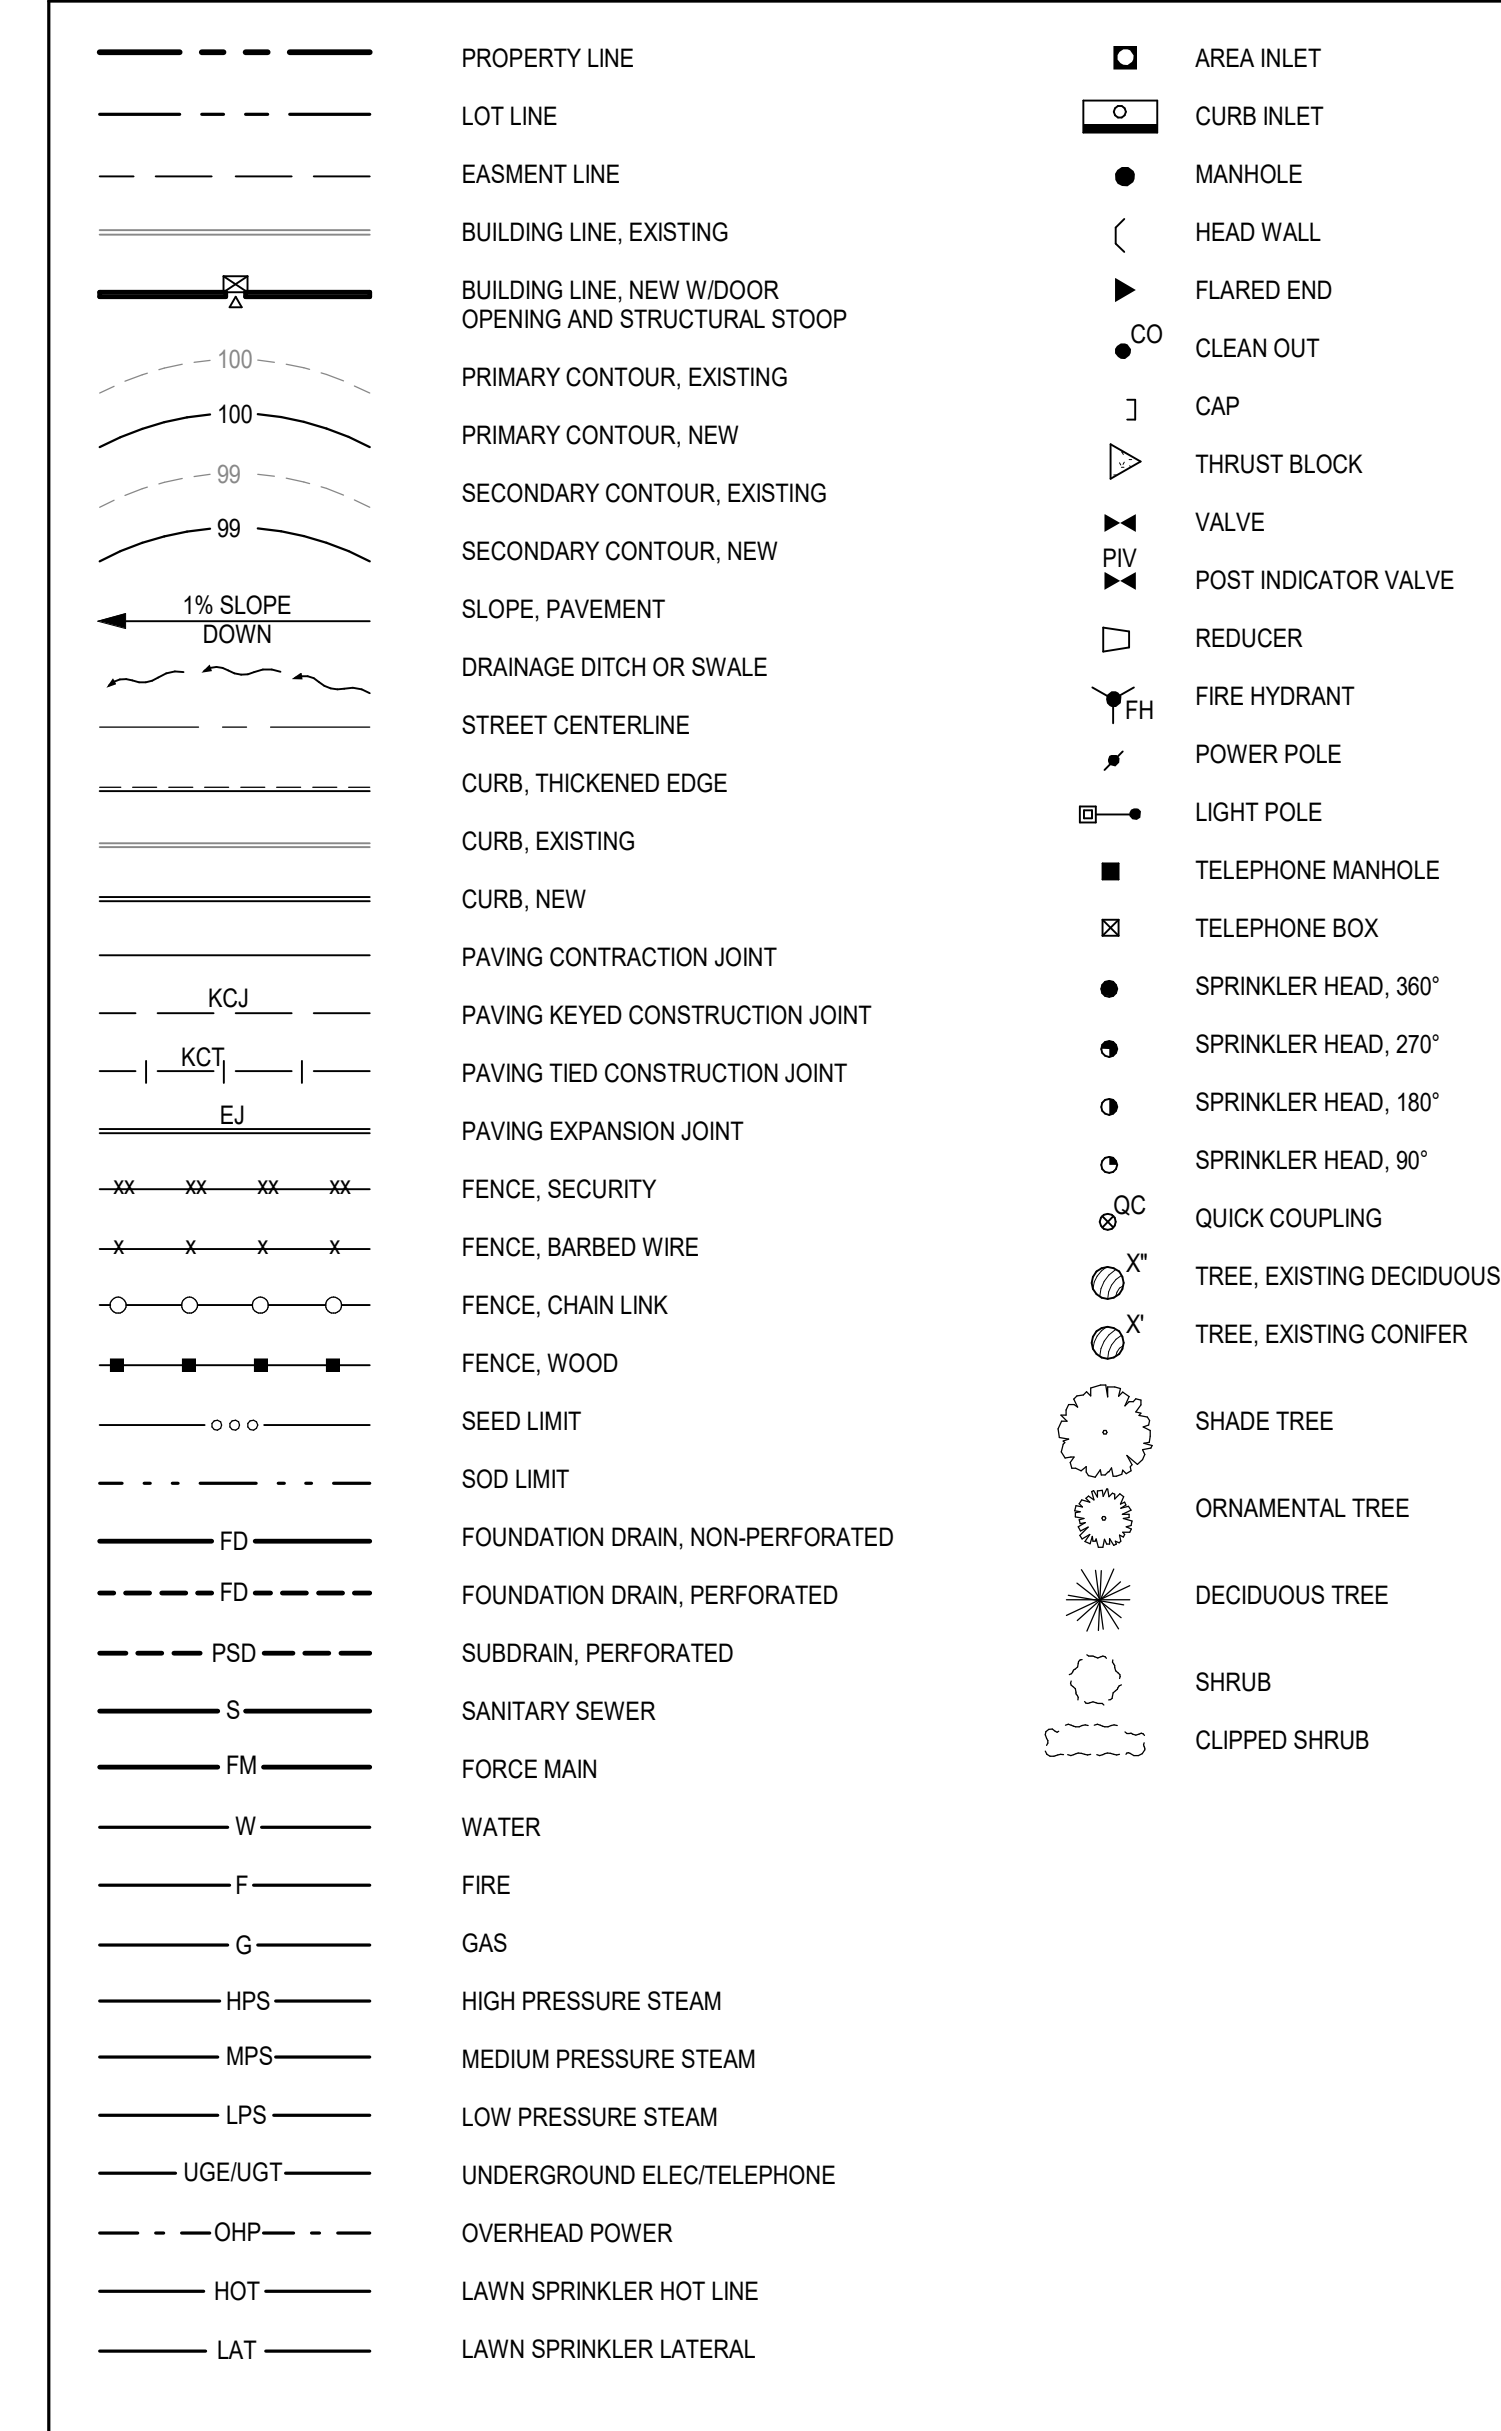 PROPERTY LINE
LOT LINE
EASMENT LINE
BUILDING LINE, EXISTING
BUILDING LINE, NEW W/DOOR
OPENING AND STRUCTURAL STOOP
100
PRIMARY CONTOUR, EXISTING
100
PRIMARY CONTOUR, NEW
99
SECONDARY CONTOUR, EXISTING
99
SECONDARY CONTOUR, NEW
1% SLOPE
DOWN
SLOPE, PAVEMENT
DRAINAGE DITCH OR SWALE
STREET CENTERLINE
CURB, THICKENED EDGE
CURB, EXISTING
CURB, NEW
PAVING CONTRACTION JOINT
KCJ
PAVING KEYED CONSTRUCTION JOINT
KCT
PAVING TIED CONSTRUCTION JOINT
EJ
PAVING EXPANSION JOINT
XX XX XX XX
FENCE, SECURITY
X X X X
FENCE, BARBED WIRE
FENCE, CHAIN LINK
FENCE, WOOD
SEED LIMIT
SOD LIMIT
FD
FOUNDATION DRAIN, NON-PERFORATED
FD
FOUNDATION DRAIN, PERFORATED
PSD
SUBDRAIN, PERFORATED
S
SANITARY SEWER
FM
FORCE MAIN
W
WATER
F
FIRE
G
GAS
HPS
HIGH PRESSURE STEAM
MPS
MEDIUM PRESSURE STEAM
LPS
LOW PRESSURE STEAM
UGE/UGT
UNDERGROUND ELEC/TELEPHONE
OHP
OVERHEAD POWER
HOT
LAWN SPRINKLER HOT LINE
LAT
LAWN SPRINKLER LATERAL
AREA INLET
CURB INLET
MANHOLE
HEAD WALL
FLARED END
CO
CLEAN OUT
CAP
THRUST BLOCK
VALVE
PIV
POST INDICATOR VALVE
REDUCER
FH
FIRE HYDRANT
POWER POLE
LIGHT POLE
TELEPHONE MANHOLE
TELEPHONE BOX
SPRINKLER HEAD, 360°
SPRINKLER HEAD, 270°
SPRINKLER HEAD, 180°
SPRINKLER HEAD, 90°
QC
QUICK COUPLING
X"
TREE, EXISTING DECIDUOUS
X'
TREE, EXISTING CONIFER
SHADE TREE
ORNAMENTAL TREE
DECIDUOUS TREE
SHRUB
CLIPPED SHRUB